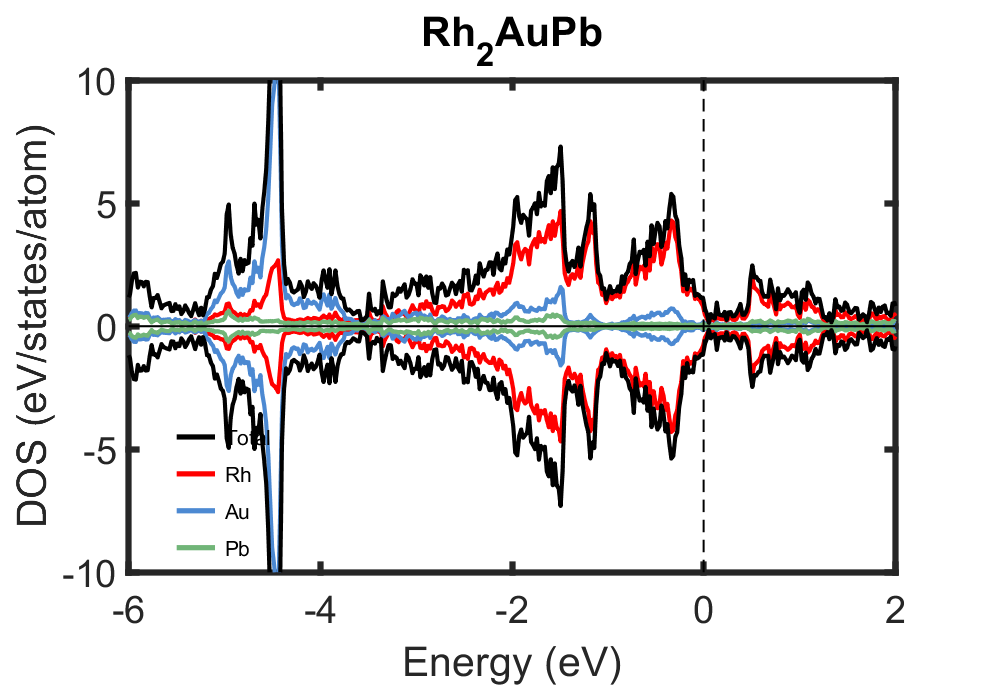 Rh2AuPb
DOS (eV/states/atom)
10
5
0
-5
-10
Total
Rh
Au
Pb
-6 -4 -2 0 2
Energy (eV)